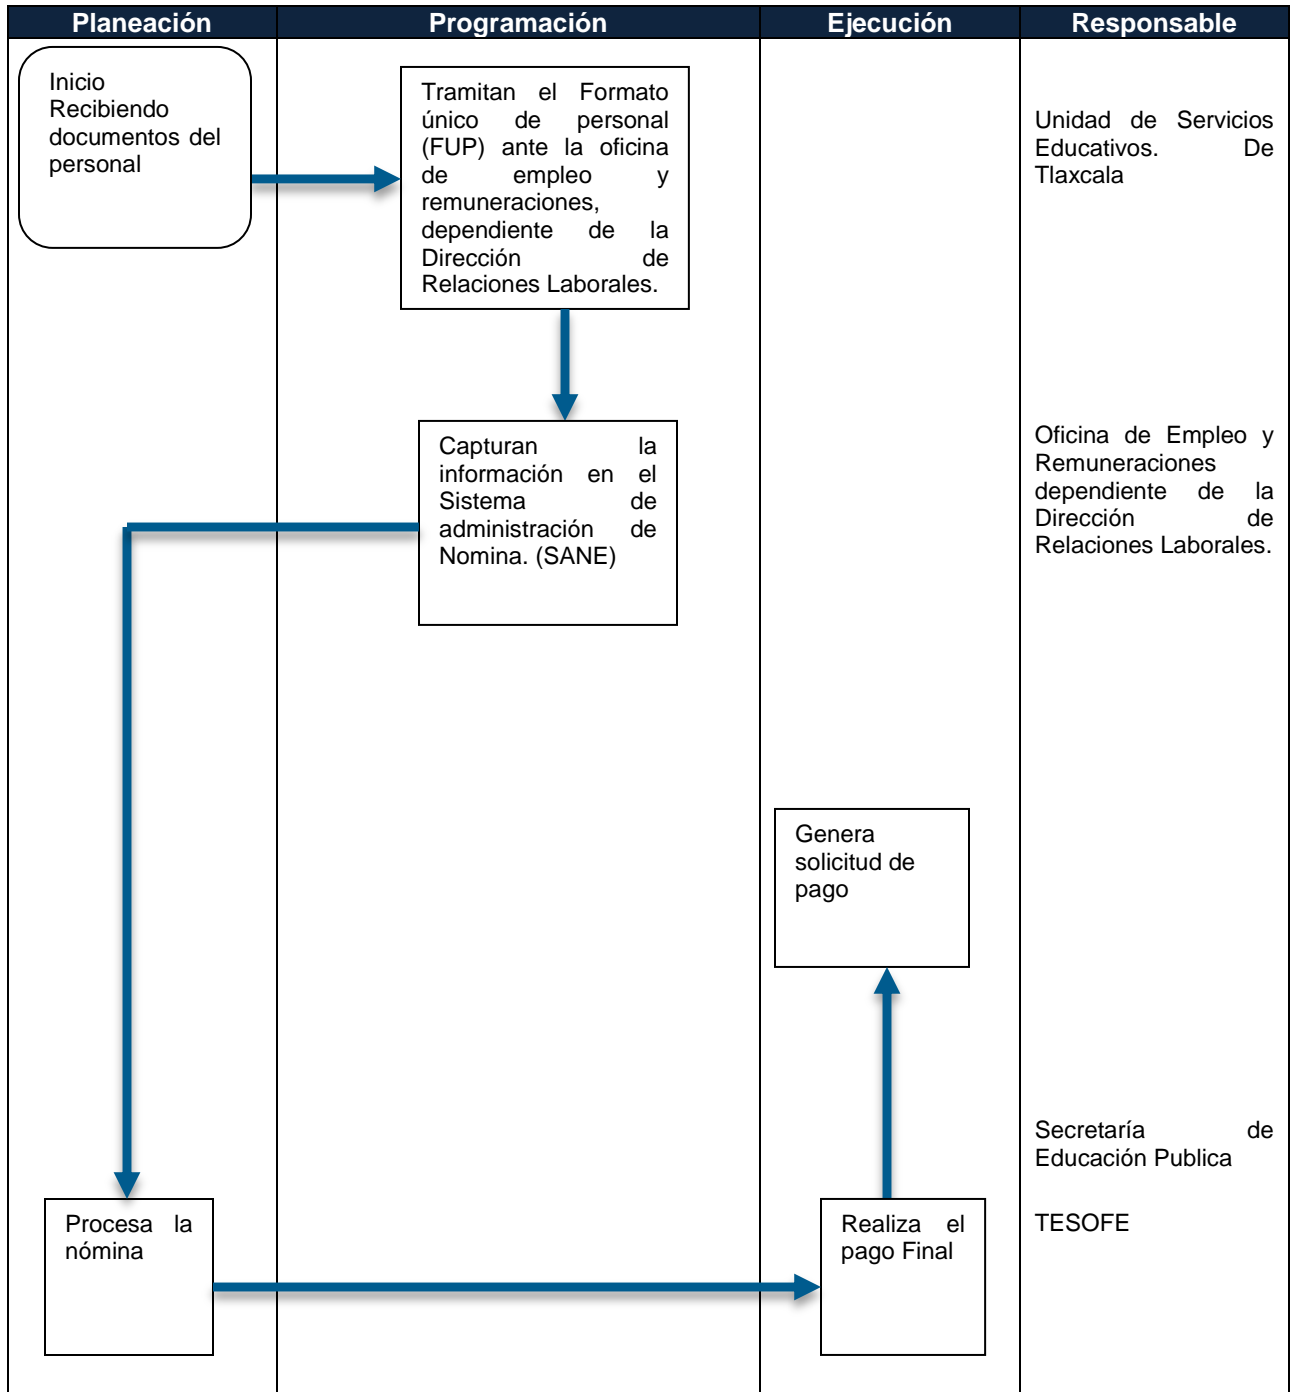 Planeación Programación Ejecución Responsable
Inicio
Recibiendo
documentos del
personal
Tramitan el Formato
único de personal
(FUP) ante la oficina
de empleo y
remuneraciones,
dependiente de la
Dirección de
Relaciones Laborales.
Unidad de Servicios
Educativos. De
Tlaxcala
Capturan la
información en el
Sistema de
administración de
Nomina. (SANE)
Oficina de Empleo y
Remuneraciones
dependiente de la
Dirección de
Relaciones Laborales.
Genera
solicitud de
pago
Secretaría de
Educación Publica
Procesa la
nómina
Realiza el
pago Final
TESOFE